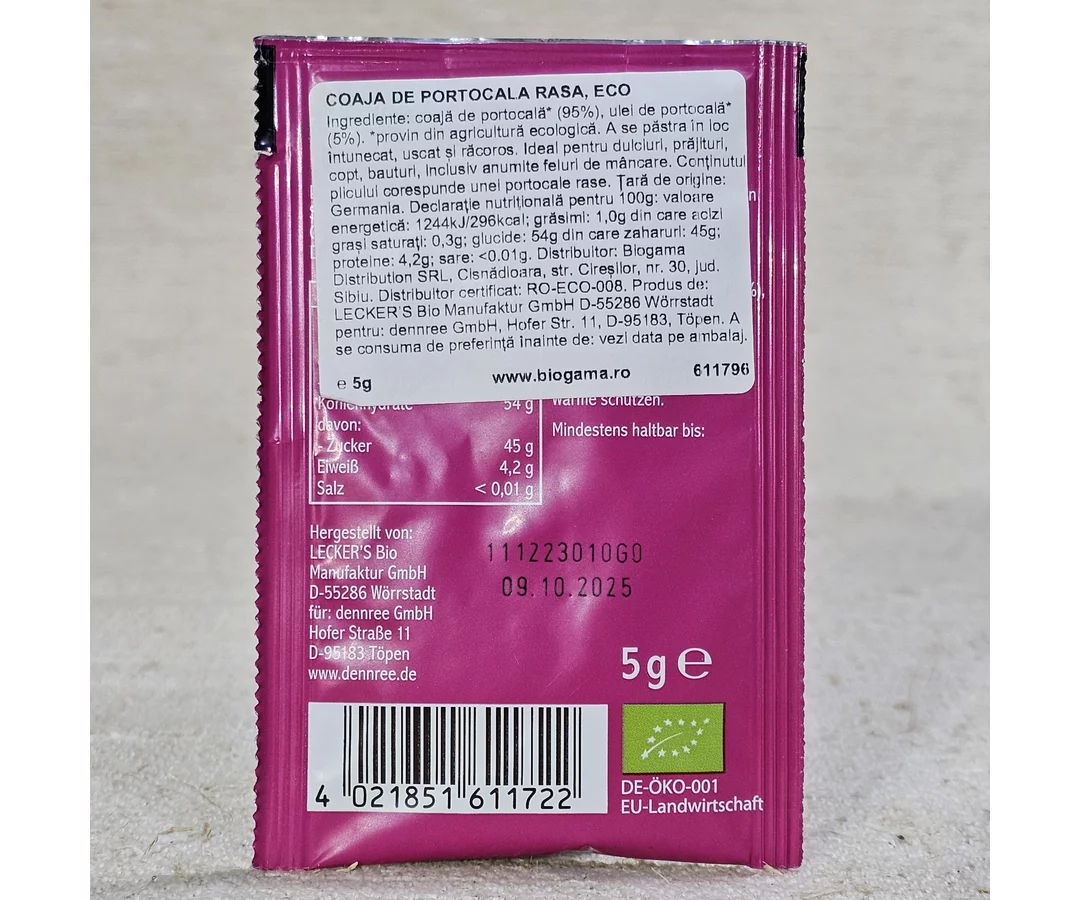 COAJA DE PORTOCALA RASA, ECO
Ingrediente: coajă de portocală* (95%), ulei de portocală*
(5%). *provin din agricultură ecologică. A se păstra în loc
întunecat, uscat și răcoros. Ideal pentru dulciuri, prăjituri,
copt, bauturi, inclusiv anumite feluri de mâncare. Conținutul
plicului corespunde unei portocale rase. Țară de origine:
Germania. Declarație nutrițională pentru 100g: valoare
energetică: 1244kJ/296kcal; grăsimi: 1,0g din care acizi
grași saturați: 0,3g; glucide: 54g din care zaharuri: 45g;
proteine: 4,2g; sare: <0.01g. Distribuitor: Biogama
Distribution SRL, Cisnădioara, str. Cireșilor, nr. 30, jud.
Sibiu. Distribuitor certificat: RO-ECO-008. Produs de:
LECKER'S Bio Manufaktur GmbH D-55286 Wörrstadt
pentru: dennree GmbH, Hofer Str. 11, D-95183, Töpen. A
se consuma de preferință înainte de: vezi data pe ambalaj.
e 5g www.biogama.ro 611796
Kohlenhydrate 54 g
davon:
- Zucker 45 g
Eiweiß 4,2 g
Salz < 0,01 g
Wärme schützen.
Mindestens haltbar bis:
111223010G0
09.10.2025
Hergestellt von:
LECKER'S Bio
Manufaktur GmbH
D-55286 Wörrstadt
für: dennree GmbH
Hofer Straße 11
D-95183 Töpen
www.dennree.de
5 g e
4 021851 611722
DE-ÖKO-001
EU-Landwirtschaft